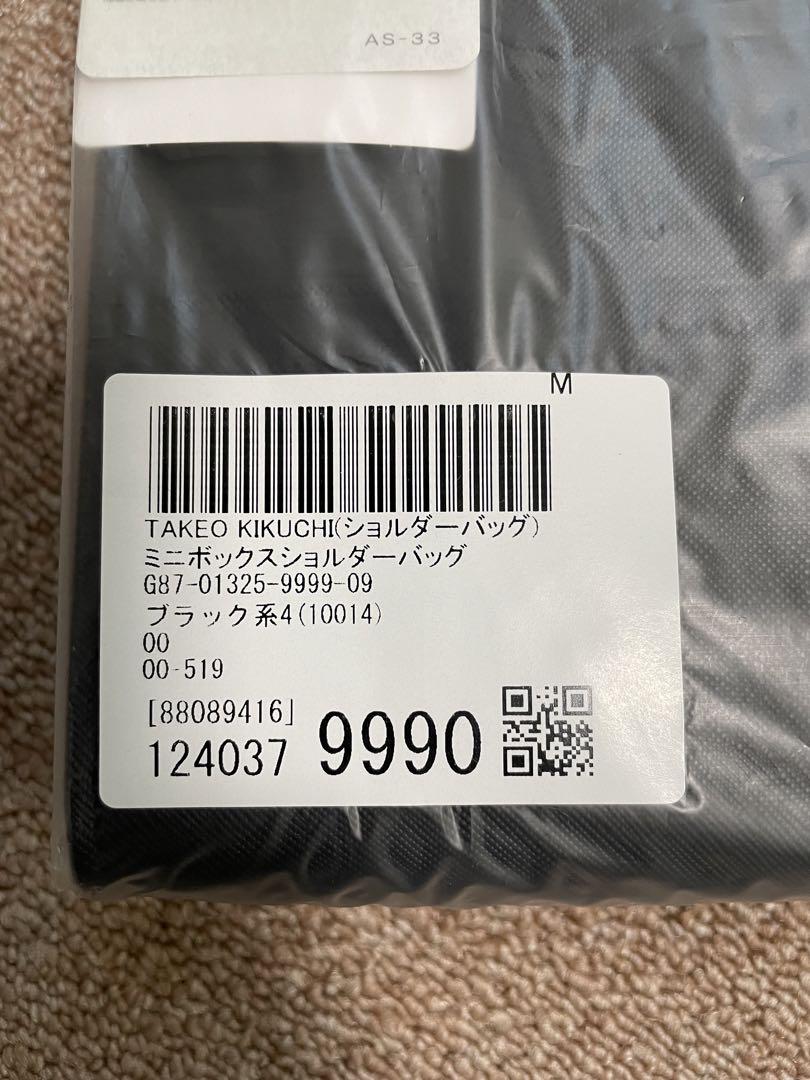 AS-33
M
TAKEO KIKUCHI(ショルダーバッグ)
ミニボックスショルダーバッグ
G87-01325-9999-09
ブラック系4(10014)
00
00-519
[88089416]
124037 9990